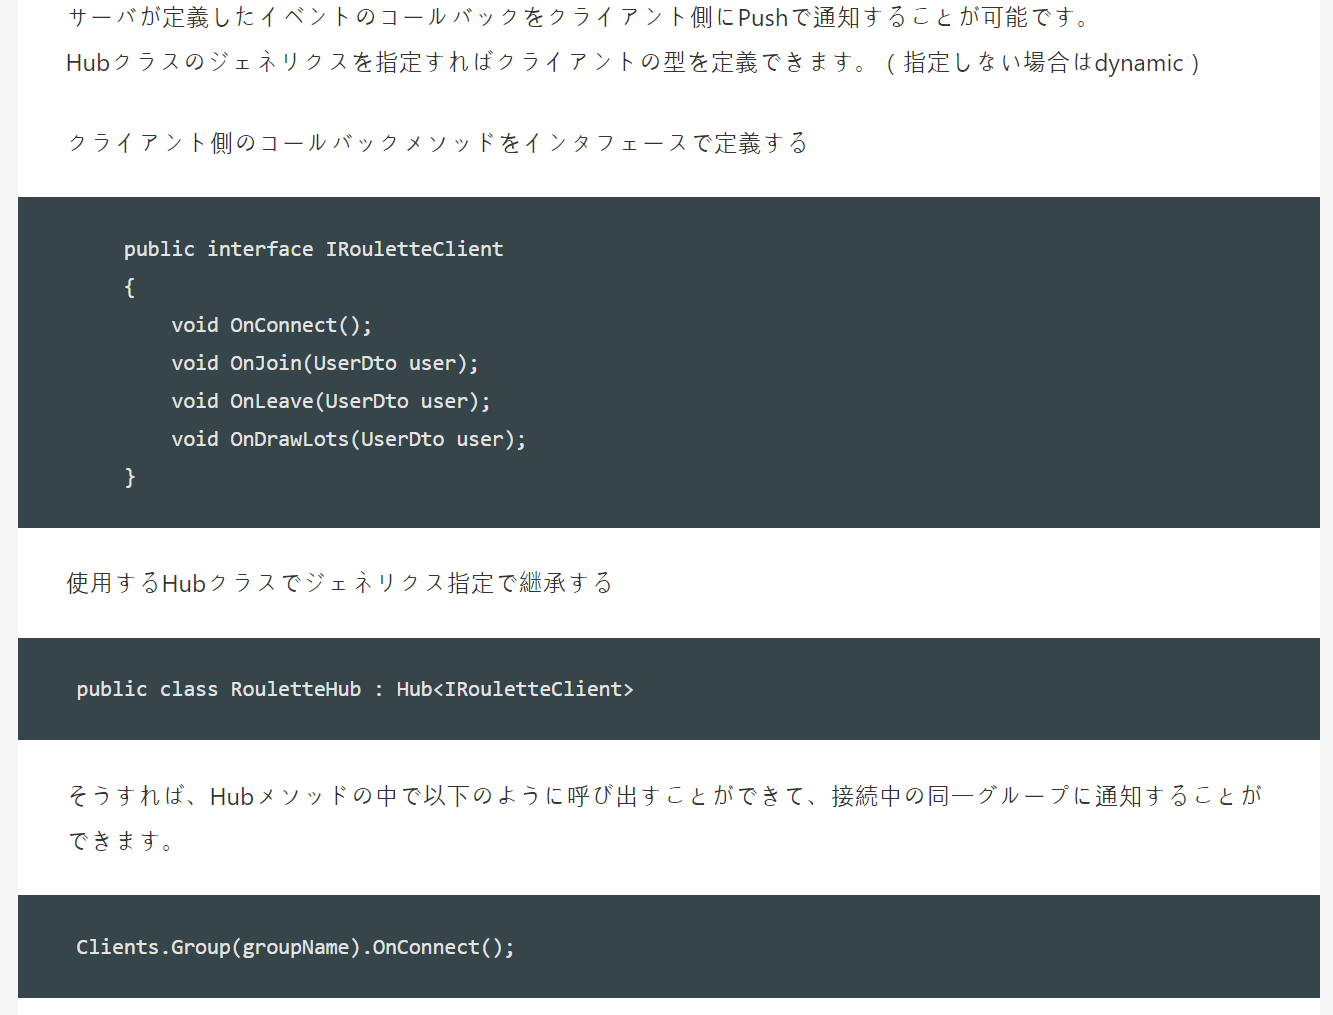 サーバが定義したイベントのコールバックをクライアント側にPushで通知することが可能です。
Hubクラスのジェネリクスを指定すればクライアントの型を定義できます。（指定しない場合はdynamic）
クライアント側のコールバックメソッドをインタフェースで定義する
public interface IRouletteClient
{
void OnConnect();
void OnJoin(UserDto user);
void OnLeave(UserDto user);
void OnDrawLots(UserDto user);
}
使用するHubクラスでジェネリクス指定で継承する
public class RouletteHub : Hub<IRouletteClient>
そうすれば、Hubメソッドの中で以下のように呼び出すことができて、接続中の同一グループに通知することが
できます。
Clients.Group(groupName).OnConnect();